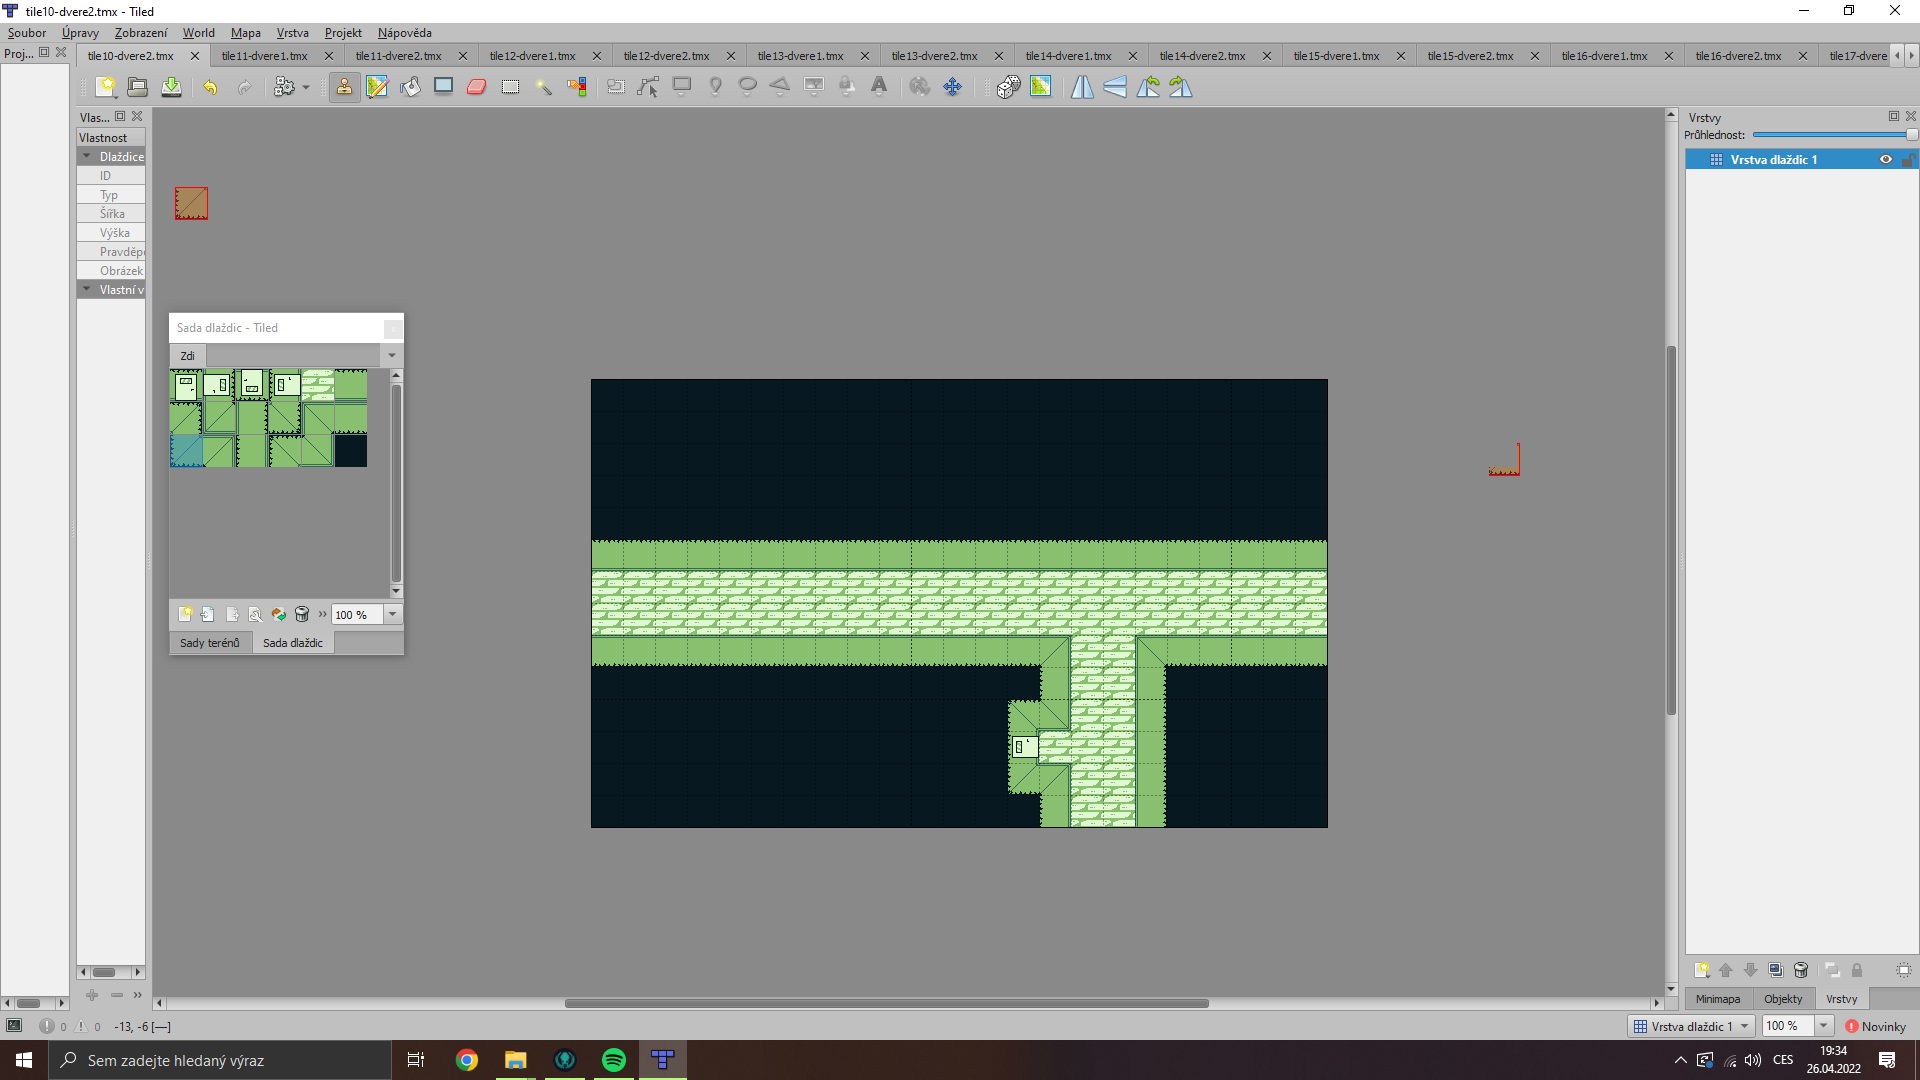 tile10-dvere2.tmx - Tiled
Soubor Úpravy Zobrazení World Mapa Vrstva Projekt Nápověda
Proj...
tile10-dvere2.tmx tile11-dvere1.tmx tile11-dvere2.tmx tile12-dvere1.tmx tile12-dvere2.tmx tile13-dvere1.tmx tile13-dvere2.tmx tile14-dvere1.tmx tile14-dvere2.tmx tile15-dvere1.tmx tile15-dvere2.tmx tile16-dvere1.tmx tile16-dvere2.tmx tile17-dvere
Vlas...
Vlastnost
Dlaždice
ID
Typ
Šířka
Výška
Pravděpo
Obrázek
Vlastní v
Sada dlaždic - Tiled
Zdi
100 %
Sady terénů Sada dlaždic
Vrstvy
Průhlednost:
Vrstva dlaždic 1
Minimapa Objekty Vrstvy
0 0 -13, -6 [—]
Vrstva dlaždic 1 100 % Novinky
Sem zadejte hledaný výraz
CES
19:34
26.04.2022